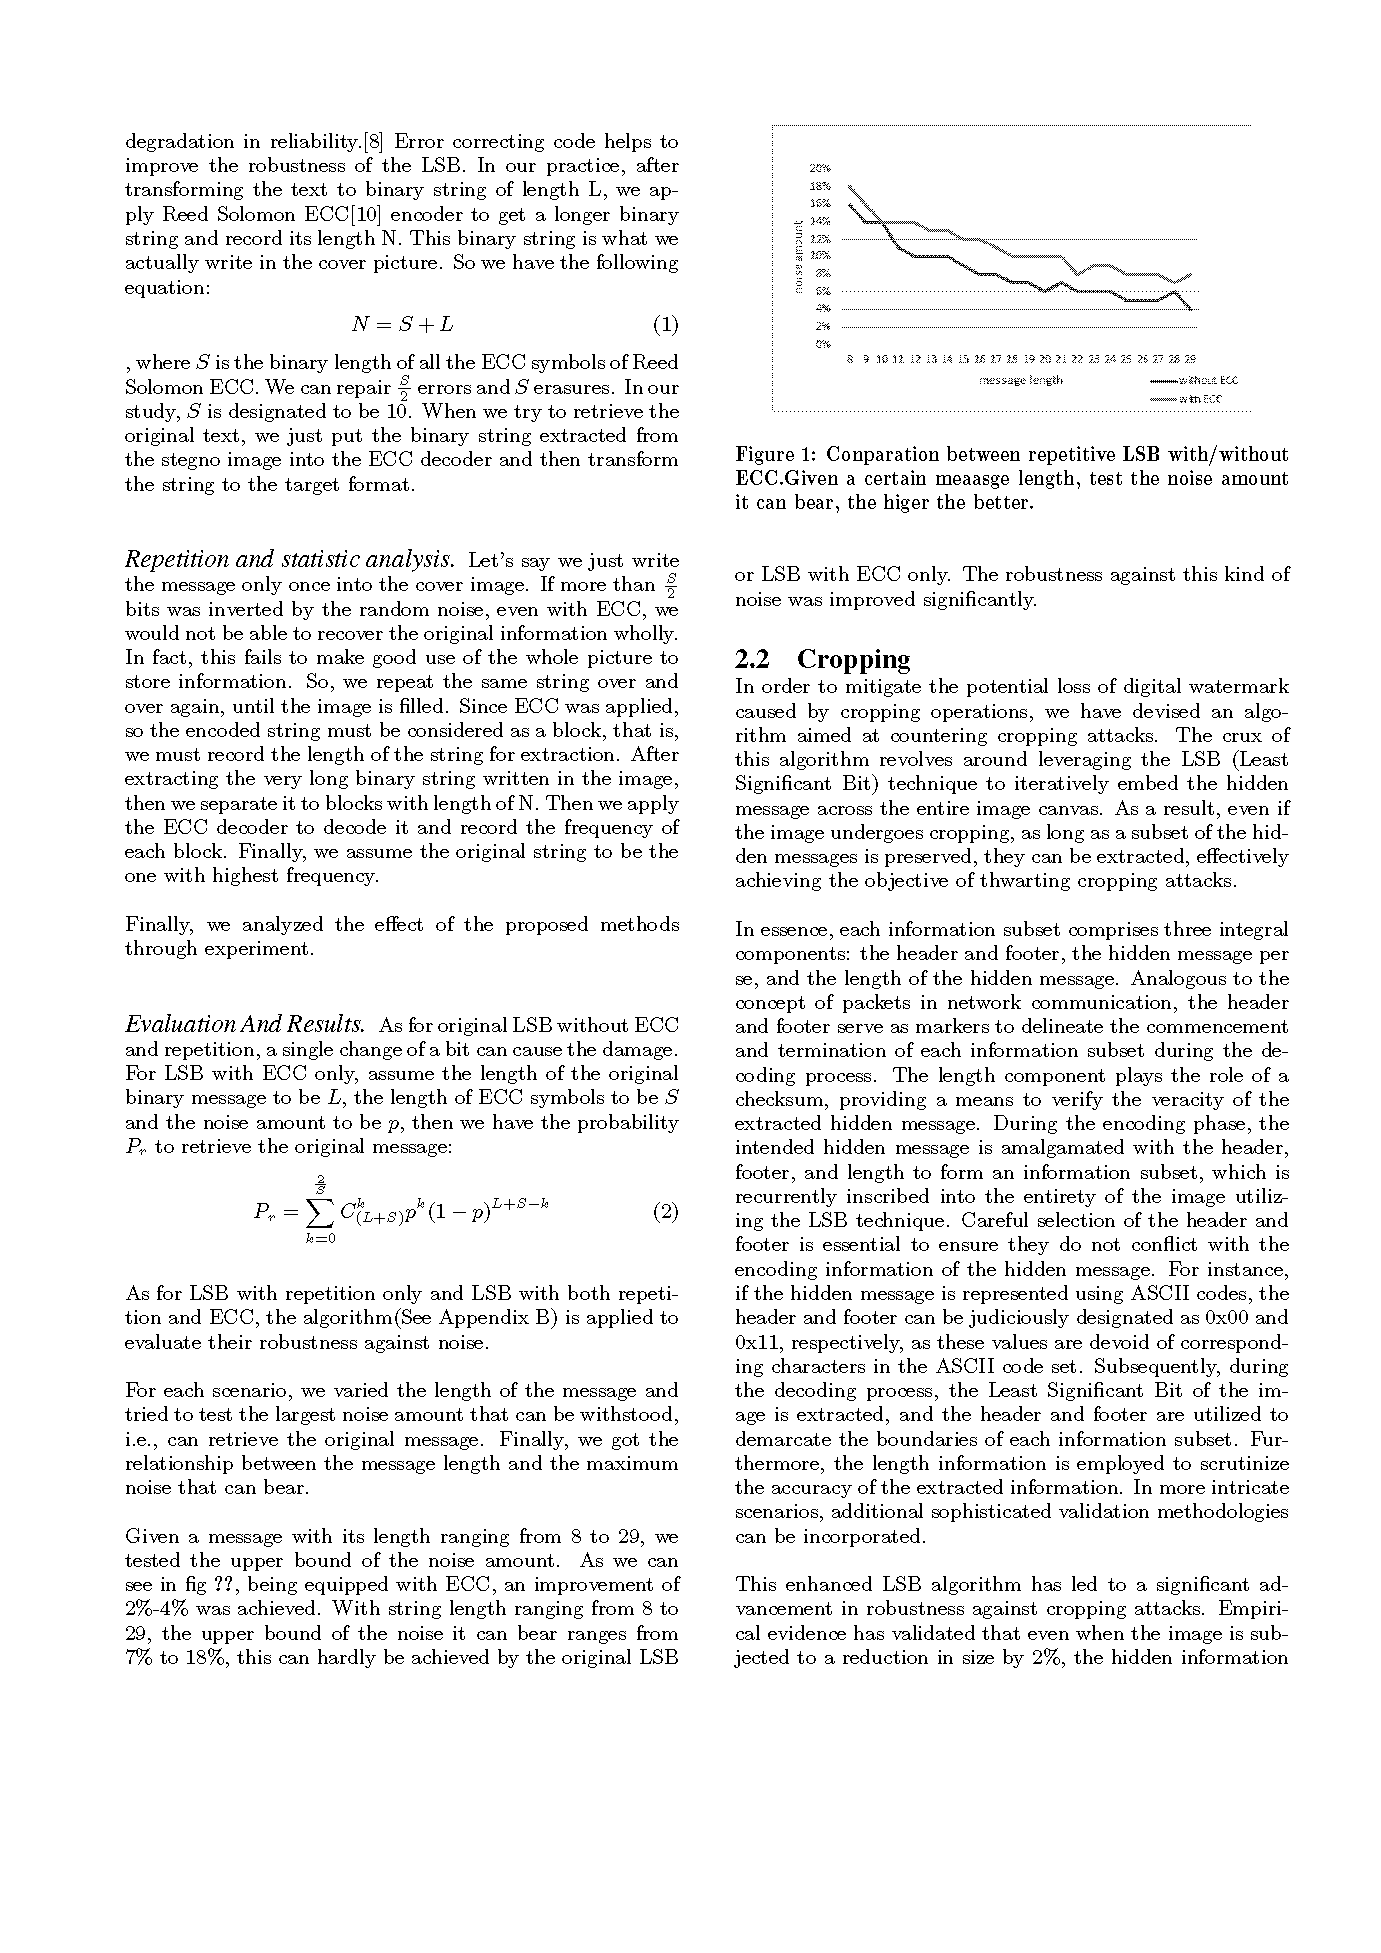 degradation in reliability.[8] Error correcting code helps to
improve the robustness of the LSB. In our practice, after
transforming the text to binary string of length L, we ap-
ply Reed Solomon ECC[10] encoder to get a longer binary
string and record its length N. This binary string is what we
actually write in the cover picture. So we have the following
equation:
N = S + L (1)
, where S is the binary length of all the ECC symbols of Reed
Solomon ECC. We can repair S/2 errors and S erasures. In our
study, S is designated to be 10. When we try to retrieve the
original text, we just put the binary string extracted from
the stegno image into the ECC decoder and then transform
the string to the target format.
Repetition and statistic analysis. Let's say we just write
the message only once into the cover image. If more than S/2
bits was inverted by the random noise, even with ECC, we
would not be able to recover the original information wholly.
In fact, this fails to make good use of the whole picture to
store information. So, we repeat the same string over and
over again, until the image is filled. Since ECC was applied,
so the encoded string must be considered as a block, that is,
we must record the length of the string for extraction. After
extracting the very long binary string written in the image,
then we separate it to blocks with length of N. Then we apply
the ECC decoder to decode it and record the frequency of
each block. Finally, we assume the original string to be the
one with highest frequency.
Finally, we analyzed the effect of the proposed methods
through experiment.
Evaluation And Results. As for original LSB without ECC
and repetition, a single change of a bit can cause the damage.
For LSB with ECC only, assume the length of the original
binary message to be L, the length of ECC symbols to be S
and the noise amount to be p, then we have the probability
P_r to retrieve the original message:
P_r = ∑_{k=0}^{2/S} C^k_{(L+S)} p^k (1 − p)^{L+S−k} (2)
As for LSB with repetition only and LSB with both repeti-
tion and ECC, the algorithm(See Appendix B) is applied to
evaluate their robustness against noise.
For each scenario, we varied the length of the message and
tried to test the largest noise amount that can be withstood,
i.e., can retrieve the original message. Finally, we got the
relationship between the message length and the maximum
noise that can bear.
Given a message with its length ranging from 8 to 29, we
tested the upper bound of the noise amount. As we can
see in fig ??, being equipped with ECC, an improvement of
2%-4% was achieved. With string length ranging from 8 to
29, the upper bound of the noise it can bear ranges from
7% to 18%, this can hardly be achieved by the original LSB
noise amount
20%
18%
16%
14%
12%
10%
8%
6%
4%
2%
0%
8 9 10 11 12 13 14 15 16 17 18 19 20 21 22 23 24 25 26 27 28 29
message length
without ECC
with ECC
Figure 1: Conparation between repetitive LSB with/without
ECC.Given a certain meaasge length, test the noise amount
it can bear, the higer the better.
or LSB with ECC only. The robustness against this kind of
noise was improved significantly.
2.2 Cropping
In order to mitigate the potential loss of digital watermark
caused by cropping operations, we have devised an algo-
rithm aimed at countering cropping attacks. The crux of
this algorithm revolves around leveraging the LSB (Least
Significant Bit) technique to iteratively embed the hidden
message across the entire image canvas. As a result, even if
the image undergoes cropping, as long as a subset of the hid-
den messages is preserved, they can be extracted, effectively
achieving the objective of thwarting cropping attacks.
In essence, each information subset comprises three integral
components: the header and footer, the hidden message per
se, and the length of the hidden message. Analogous to the
concept of packets in network communication, the header
and footer serve as markers to delineate the commencement
and termination of each information subset during the de-
coding process. The length component plays the role of a
checksum, providing a means to verify the veracity of the
extracted hidden message. During the encoding phase, the
intended hidden message is amalgamated with the header,
footer, and length to form an information subset, which is
recurrently inscribed into the entirety of the image utiliz-
ing the LSB technique. Careful selection of the header and
footer is essential to ensure they do not conflict with the
encoding information of the hidden message. For instance,
if the hidden message is represented using ASCII codes, the
header and footer can be judiciously designated as 0x00 and
0x11, respectively, as these values are devoid of correspond-
ing characters in the ASCII code set. Subsequently, during
the decoding process, the Least Significant Bit of the im-
age is extracted, and the header and footer are utilized to
demarcate the boundaries of each information subset. Fur-
thermore, the length information is employed to scrutinize
the accuracy of the extracted information. In more intricate
scenarios, additional sophisticated validation methodologies
can be incorporated.
This enhanced LSB algorithm has led to a significant ad-
vancement in robustness against cropping attacks. Empiri-
cal evidence has validated that even when the image is sub-
jected to a reduction in size by 2%, the hidden information